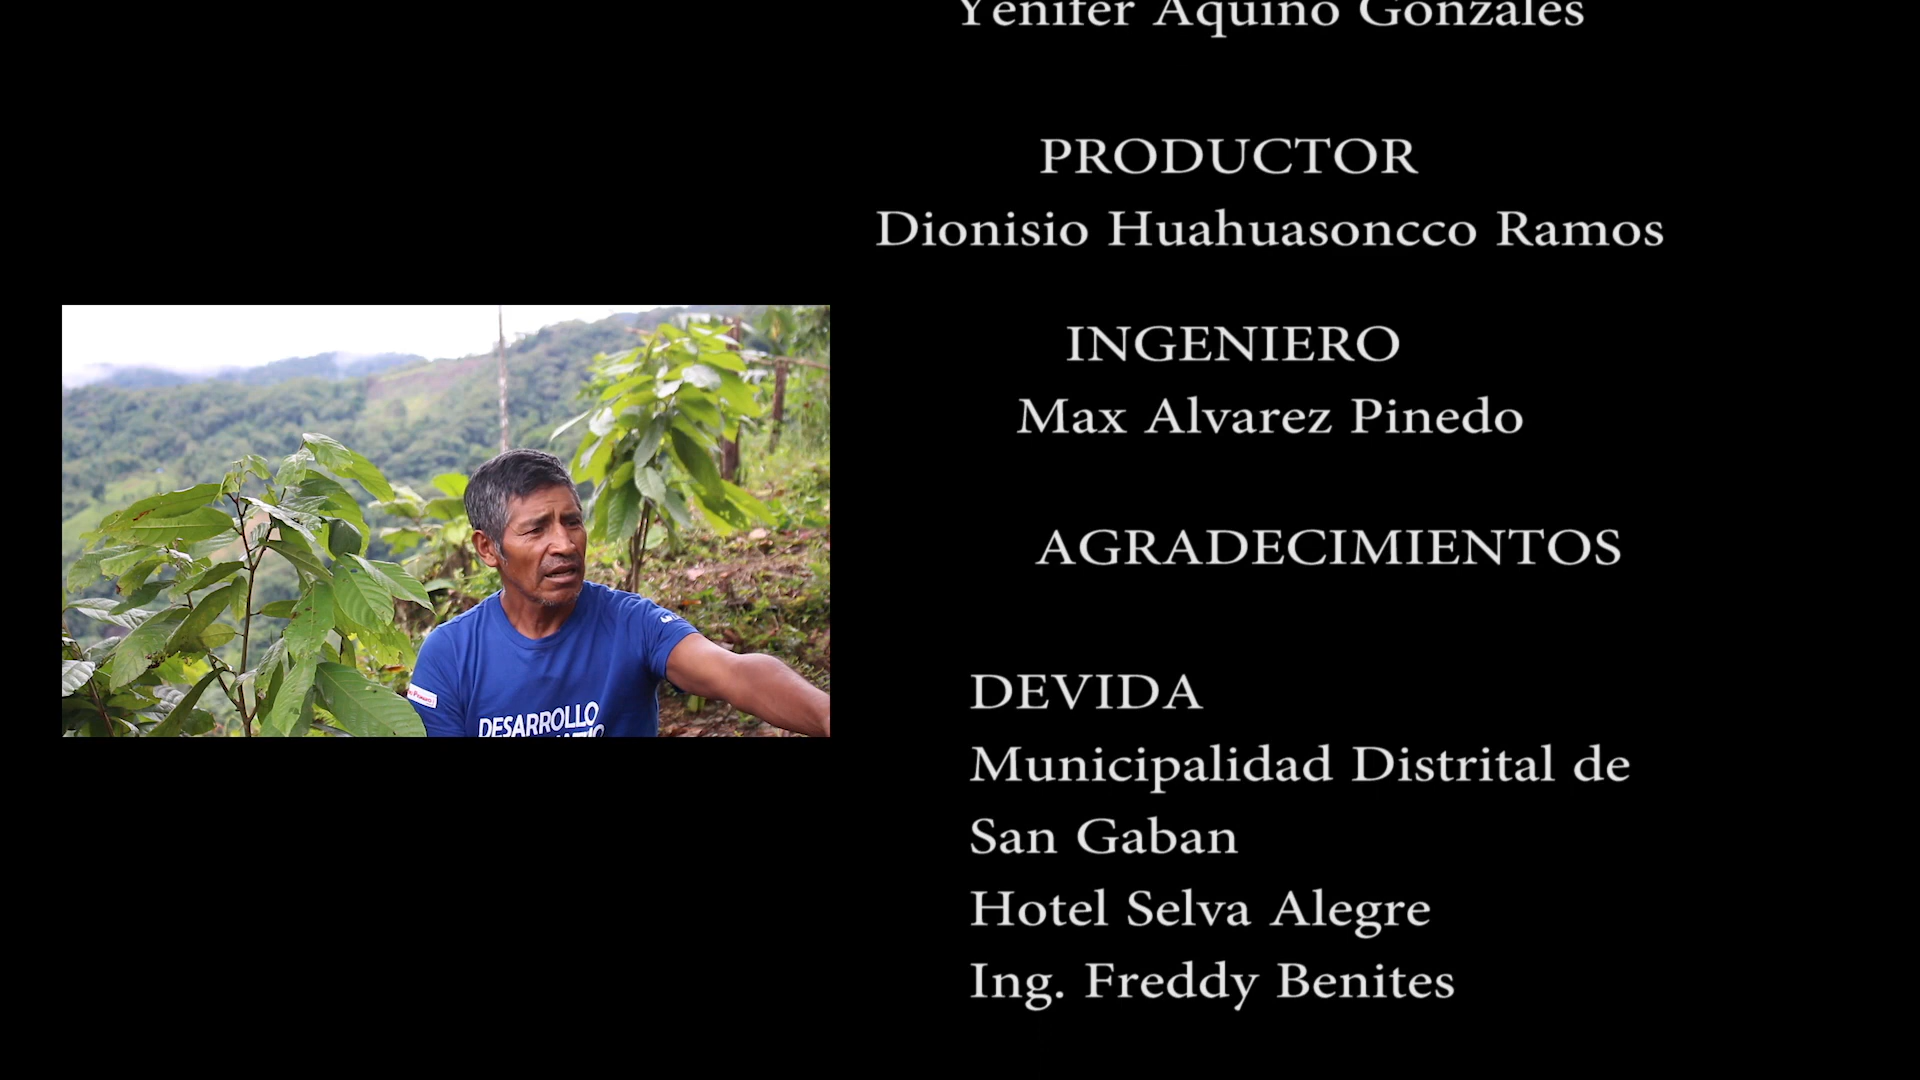 Yenifer Aquino Gonzales
PRODUCTOR
Dionisio Huahuasoncco Ramos
INGENIERO
Max Alvarez Pinedo
AGRADECIMIENTOS
DEVIDA
Municipalidad Distrital de
San Gaban
Hotel Selva Alegre
Ing. Freddy Benites
DESARROLLO